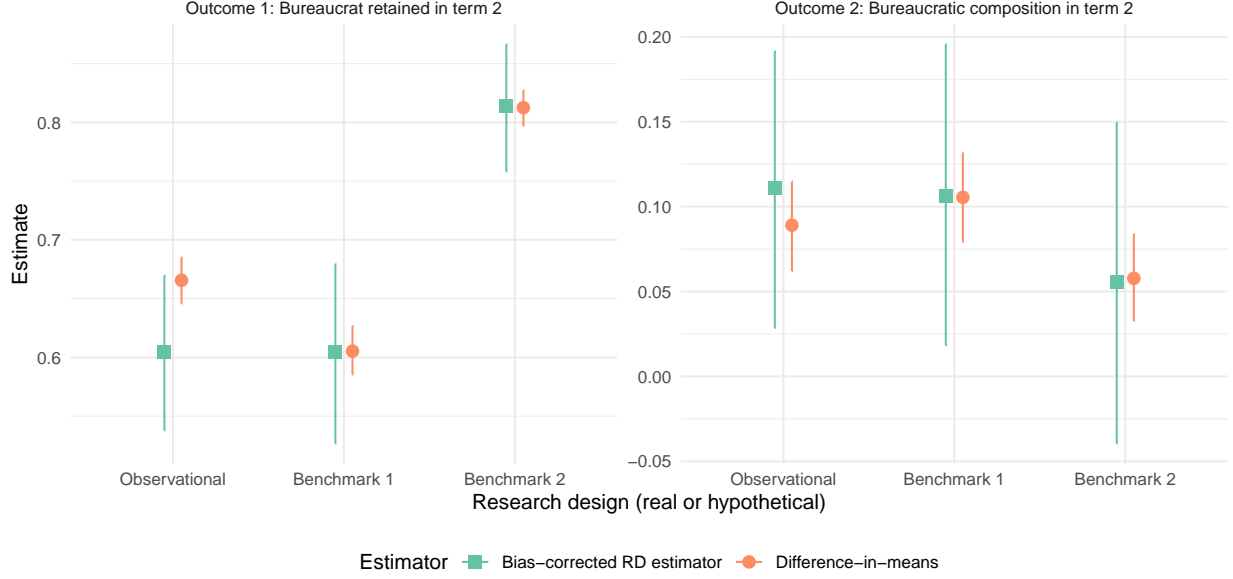 Outcome 1: Bureaucrat retained in term 2
Outcome 2: Bureaucratic composition in term 2
Estimate
0.8
0.7
0.6
0.20
0.15
0.10
0.05
0.00
−0.05
Observational
Benchmark 1
Benchmark 2
Observational
Benchmark 1
Benchmark 2
Research design (real or hypothetical)
Estimator
Bias−corrected RD estimator
Difference−in−means